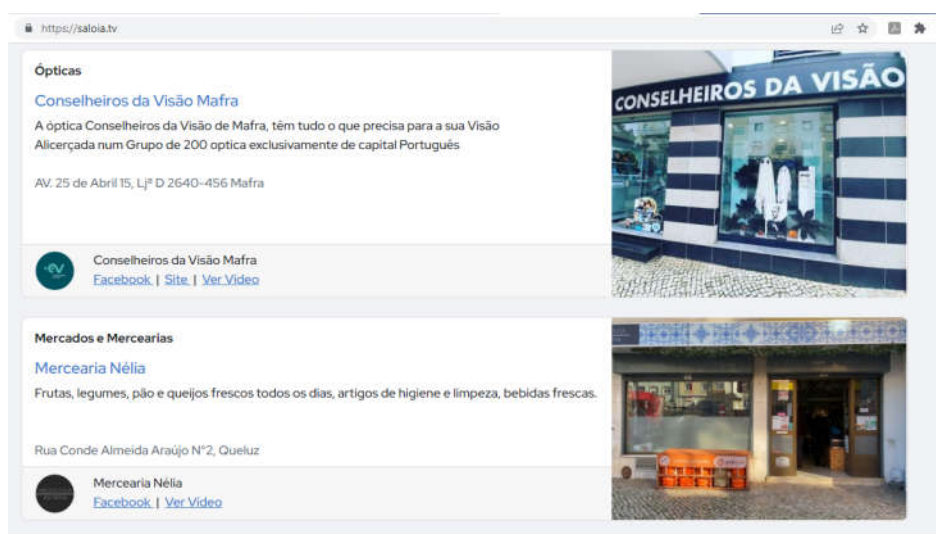 https://saloia.tv
Ópticas
Conselheiros da Visão Mafra
A óptica Conselheiros da Visão de Mafra, têm tudo o que precisa para a sua Visão
Alicerçada num Grupo de 200 optica exclusivamente de capital Português
AV. 25 de Abril 15, Ljª D 2640-456 Mafra
CONSELHEIROS DA VISÃO
Conselheiros da Visão Mafra
Facebook | Site | Ver Video
Mercados e Mercearias
Mercearia Nélia
Frutas, legumes, pão e queijos frescos todos os dias, artigos de higiene e limpeza, bebidas frescas.
Rua Conde Almeida Araújo N°2, Queluz
Mercearia Nélia
Facebook | Ver Video